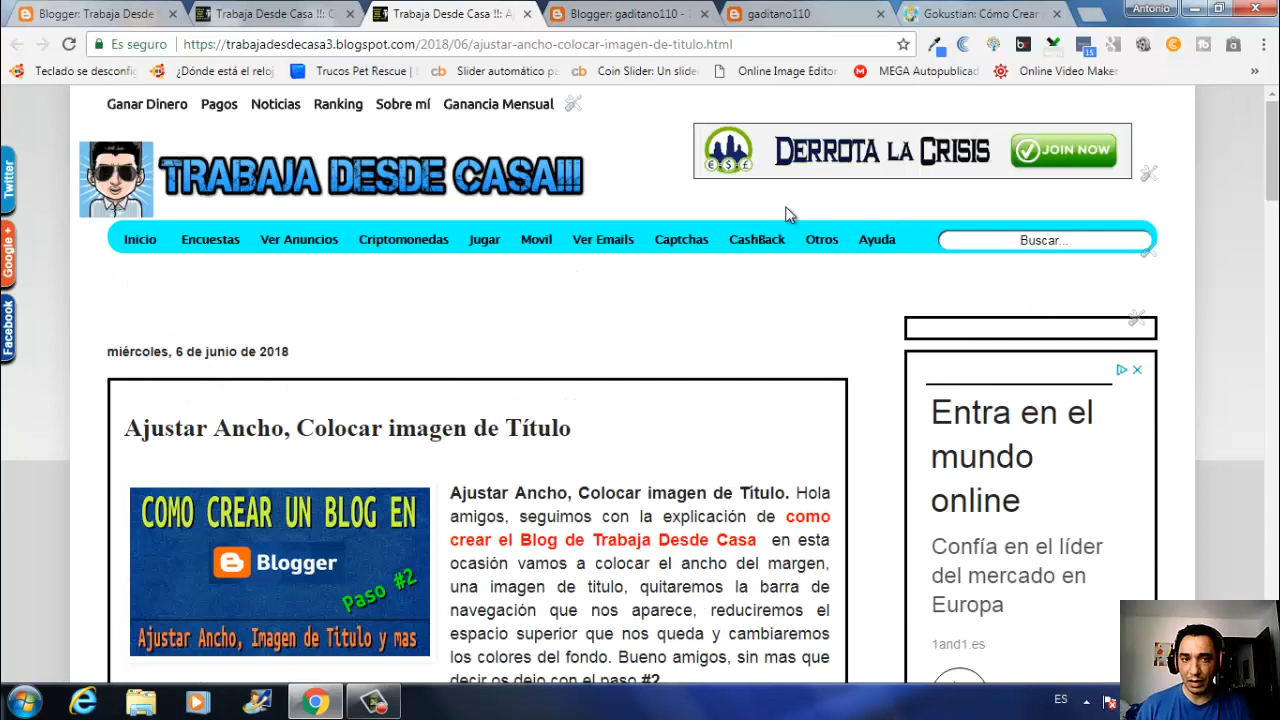 Blogger: Trabaja Desde
Trabaja Desde Casa !!!: C
Trabaja Desde Casa !!!: A
Blogger: gaditano110 -
gaditano110
Gokustian: Cómo Crear
Antonio
Es seguro
https://trabajadesdecasa3.blogspot.com/2018/06/ajustar-ancho-colocar-imagen-de-titulo.html
Teclado se desconfig
¿Dónde está el reloj
Trucos Pet Rescue |
Slider automático p
Coin Slider: Un slide
Online Image Editor
MEGA Autopublicad
Online Video Maker
»
Ganar Dinero Pagos Noticias Ranking Sobre mí Ganancia Mensual
TRABAJA DESDE CASA!!!
DERROTA LA CRISIS
JOIN NOW
Inicio Encuestas Ver Anuncios Criptomonedas Jugar Movil Ver Emails Captchas CashBack Otros Ayuda
Buscar...
Twitter
Google +
Facebook
miércoles, 6 de junio de 2018
Ajustar Ancho, Colocar imagen de Título
COMO CREAR UN BLOG EN
Blogger
Paso #2
Ajustar Ancho, Imagen de Titulo y mas
Ajustar Ancho, Colocar imagen de Título. Hola
amigos, seguimos con la explicación de como
crear el Blog de Trabaja Desde Casa en esta
ocasión vamos a colocar el ancho del margen,
una imagen de titulo, quitaremos la barra de
navegación que nos aparece, reduciremos el
espacio superior que nos queda y cambiaremos
los colores del fondo. Bueno amigos, sin mas que
decir os dejo con el paso #2
Entra en el
mundo
online
Confía en el líder
del mercado en
Europa
1and1.es
ES